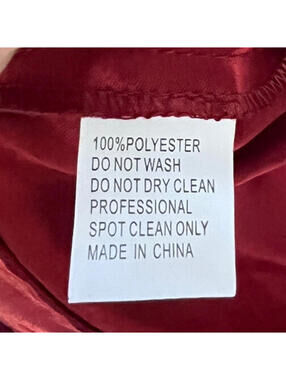 100%POLYESTER
DO NOT WASH
DO NOT DRY CLEAN
PROFESSIONAL
SPOT CLEAN ONLY
MADE IN CHINA